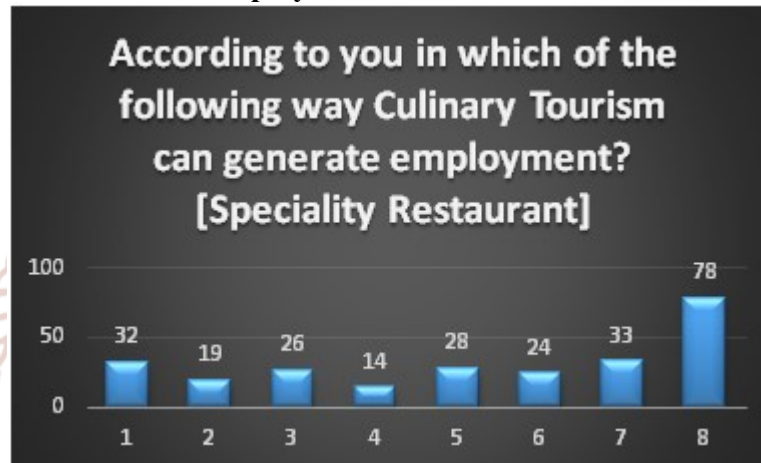 According to you in which of the
following way Culinary Tourism
can generate employment?
[Speciality Restaurant]
100
50
0
32
19
26
14
28
24
33
78
1 2 3 4 5 6 7 8